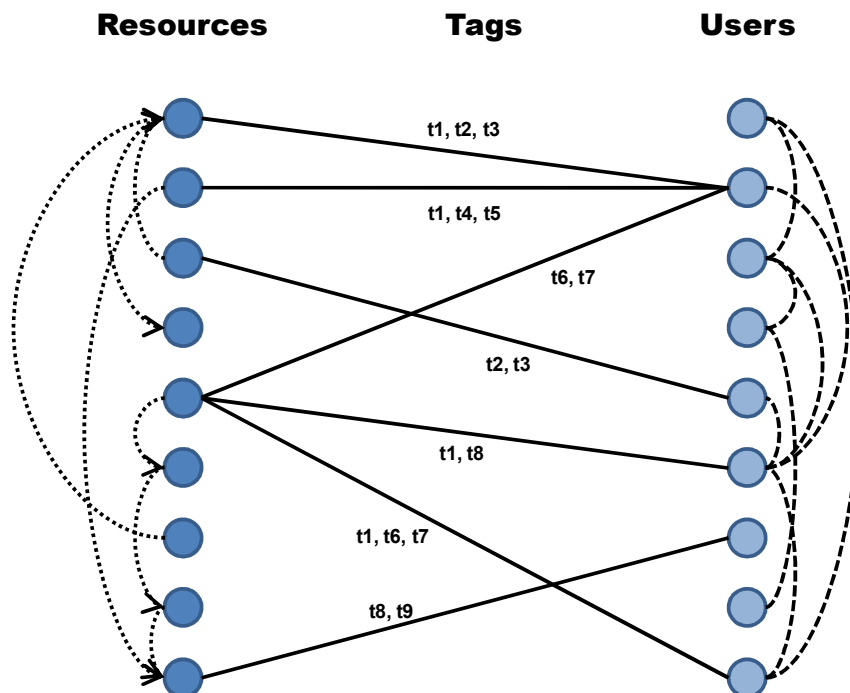 Resources Tags Users
t1, t2, t3
t1, t4, t5
t6, t7
t2, t3
t1, t8
t1, t6, t7
t8, t9